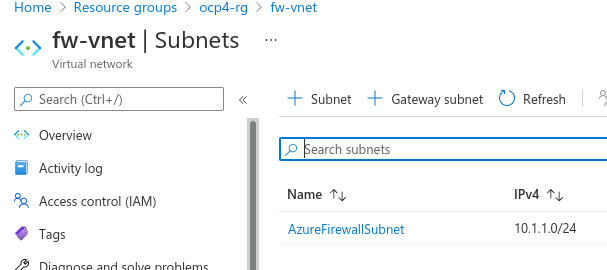 Home > Resource groups > ocp4-rg > fw-vnet
fw-vnet | Subnets ...
Virtual network
Search (Ctrl+/) «
+ Subnet + Gateway subnet Refresh
Overview
Activity log
Access control (IAM)
Tags
Diagnose and solve problems
Search subnets
Name ↑↓ IPv4 ↑↓
AzureFirewallSubnet 10.1.1.0/24